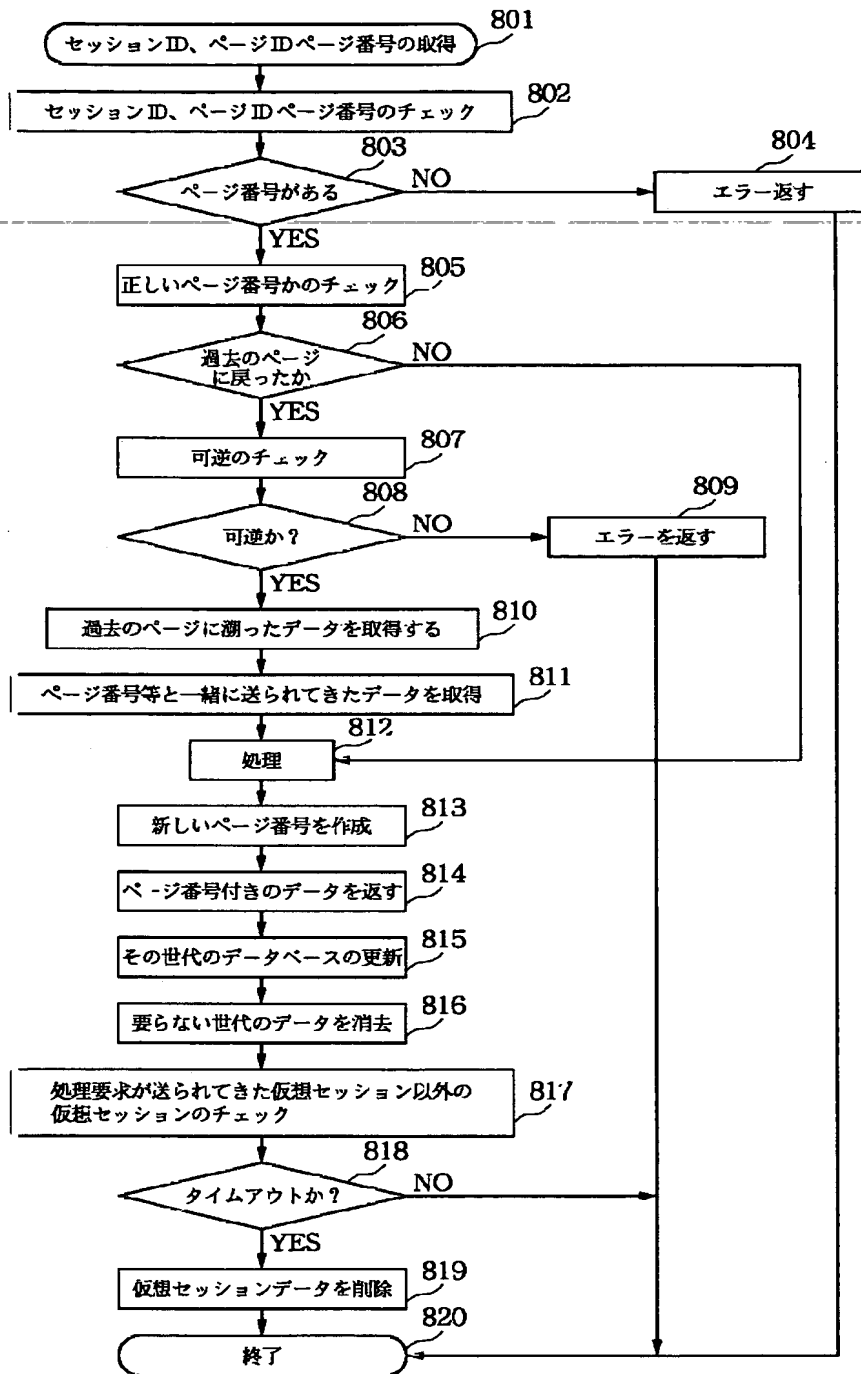 セッションID、ページIDページ番号の取得
801
セッションID、ページIDページ番号のチェック
802
ページ番号がある
803
NO
エラー返す
804
YES
正しいページ番号かのチェック
805
過去のページ
に戻ったか
806
NO
YES
可逆のチェック
807
可逆か?
808
NO
エラーを返す
809
YES
過去のページに遡ったデータを取得する
810
ページ番号等と一緒に送られてきたデータを取得
811
処理
812
新しいページ番号を作成
813
ページ番号付きのデータを返す
814
その世代のデータベースの更新
815
要らない世代のデータを消去
816
処理要求が送られてきた仮想セッション以外の
仮想セッションのチェック
817
タイムアウトか?
818
NO
YES
仮想セッションデータを削除
819
終了
820